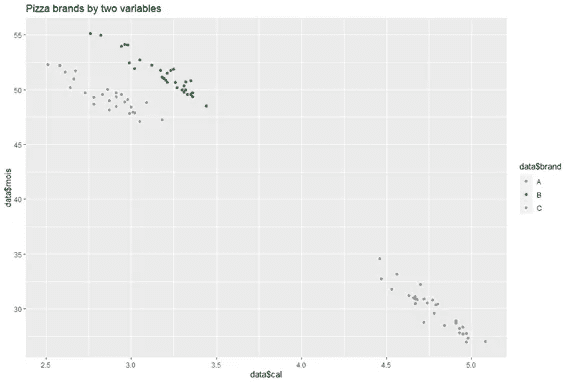 Pizza brands by two variables
55
50
45
40
35
30
data$mois
2.5 3.0 3.5 4.0 4.5 5.0
data$cal
data$brand
A
B
C